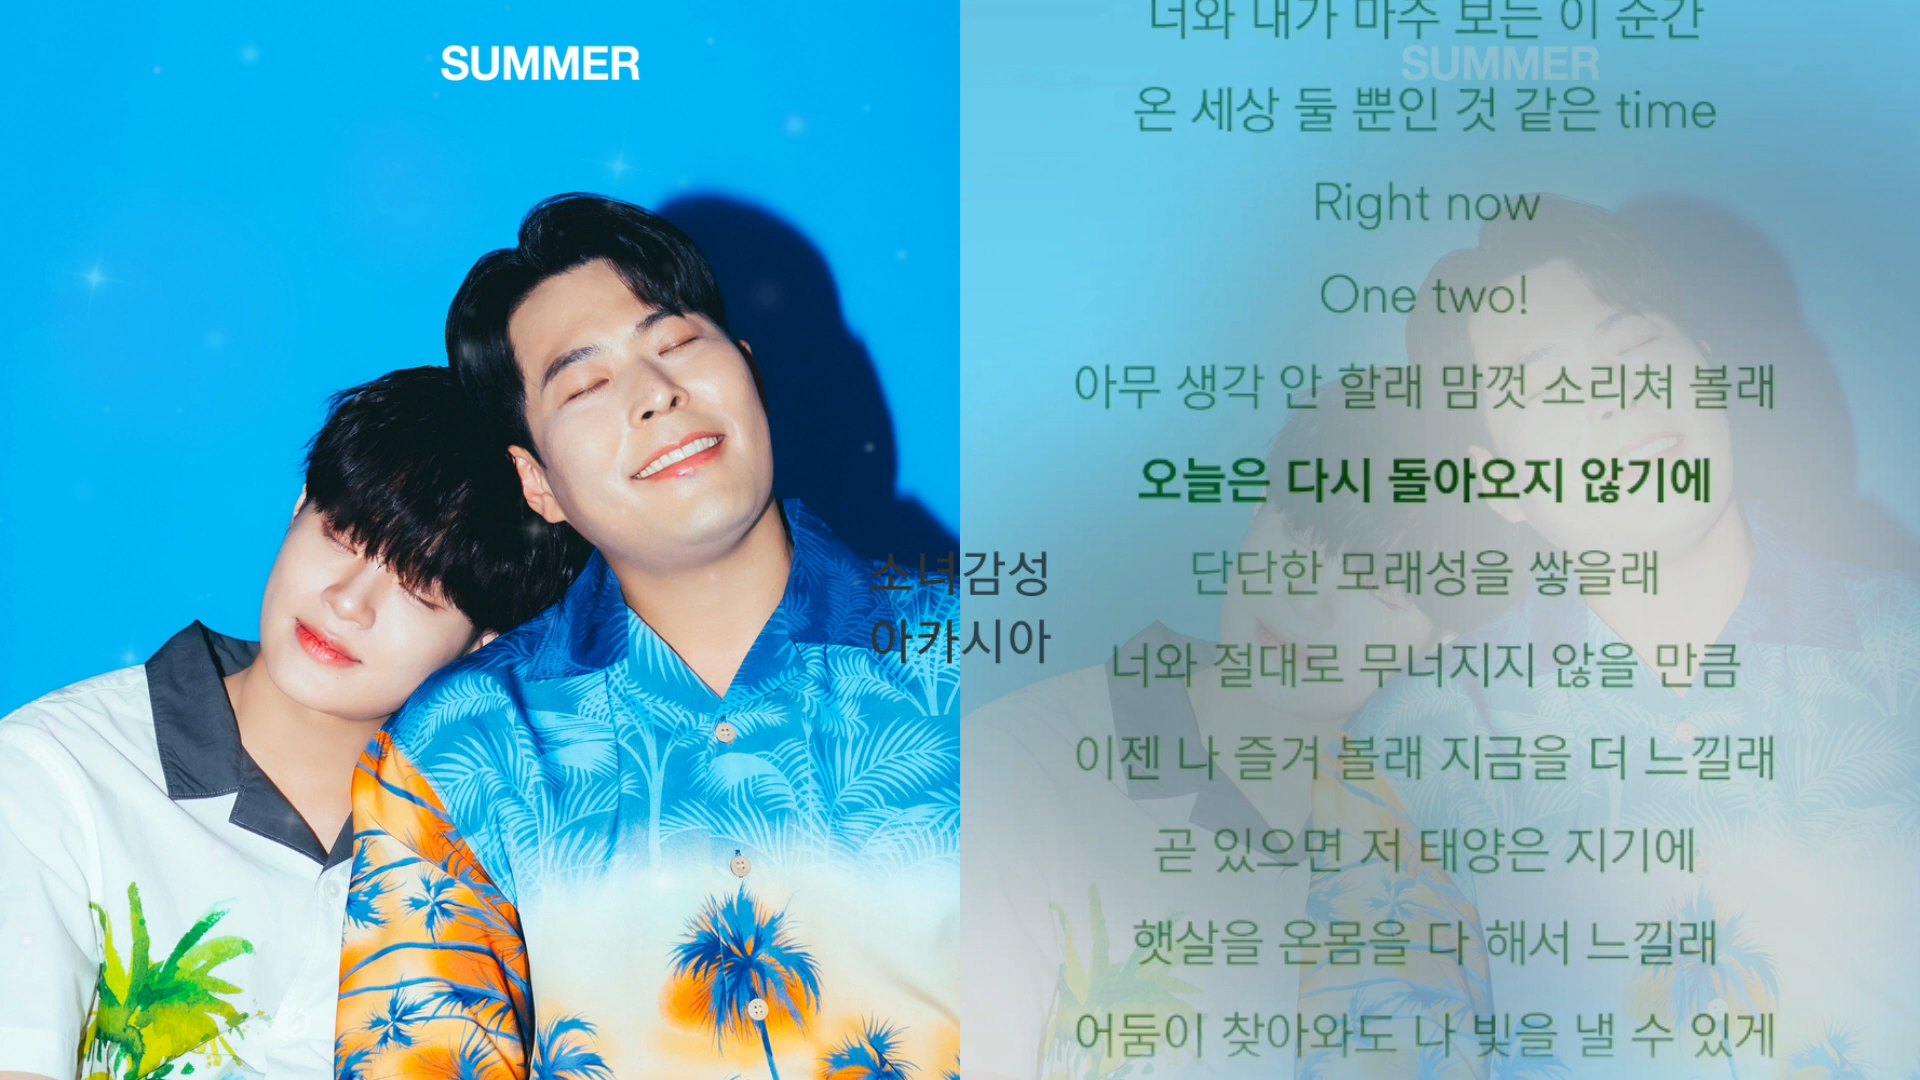 SUMMER
소녀감성
아카시아
너와 내가 마주 보는 이 순간
SUMMER
온 세상 둘 뿐인 것 같은 time
Right now
One two!
아무 생각 안 할래 맘껏 소리쳐 볼래
오늘은 다시 돌아오지 않기에
단단한 모래성을 쌓을래
너와 절대로 무너지지 않을 만큼
이젠 나 즐겨 볼래 지금을 더 느낄래
곧 있으면 저 태양은 지기에
햇살을 온몸을 다 해서 느낄래
어둠이 찾아와도 나 빛을 낼 수 있게